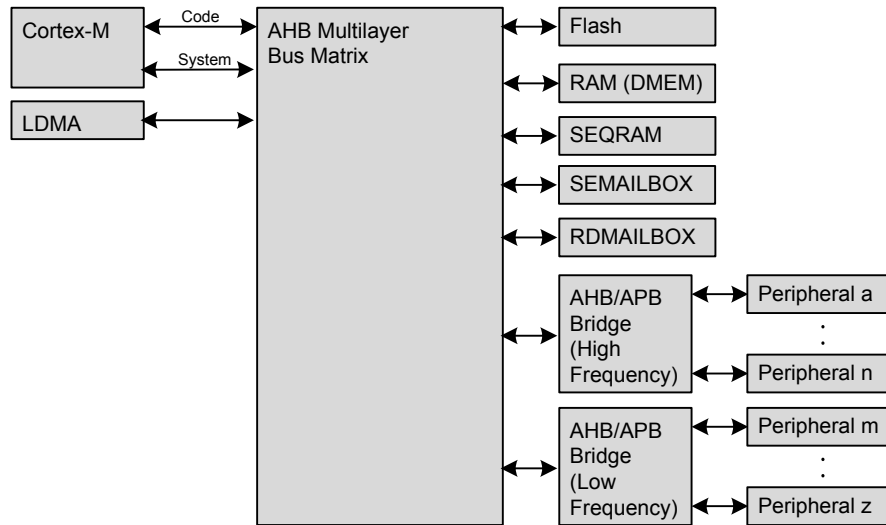 Cortex-M
Code
System
LDMA
AHB Multilayer
Bus Matrix
Flash
RAM (DMEM)
SEQRAM
SEMAILBOX
RDMAILBOX
AHB/APB
Bridge
(High
Frequency)
Peripheral a
:
Peripheral n
AHB/APB
Bridge
(Low
Frequency)
Peripheral m
:
Peripheral z